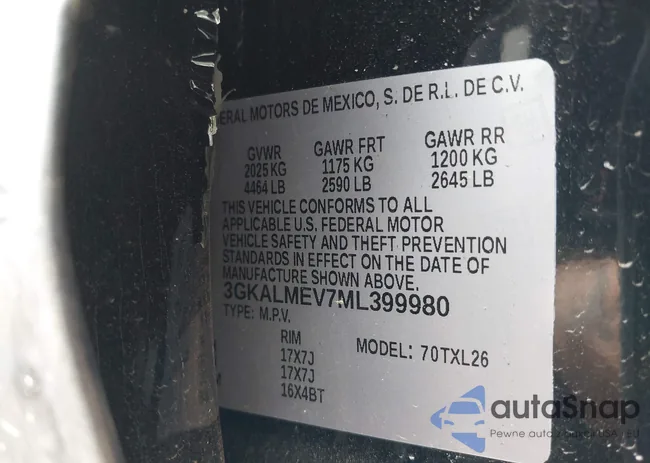 ERAL MOTORS DE MEXICO, S. DE R.L. DE C.V.
GVWR GAWR FRT GAWR RR
2025 KG 1175 KG 1200 KG
4464 LB 2590 LB 2645 LB
THIS VEHICLE CONFORMS TO ALL
APPLICABLE U.S. FEDERAL MOTOR
VEHICLE SAFETY AND THEFT PREVENTION
STANDARDS IN EFFECT ON THE DATE OF
MANUFACTURE SHOWN ABOVE.
3GKALMEV7ML399980
TYPE: M.P.V.
RIM MODEL: 70TXL26
17X7J
17X7J
16X4BT
autaSnap
Pewne auta z